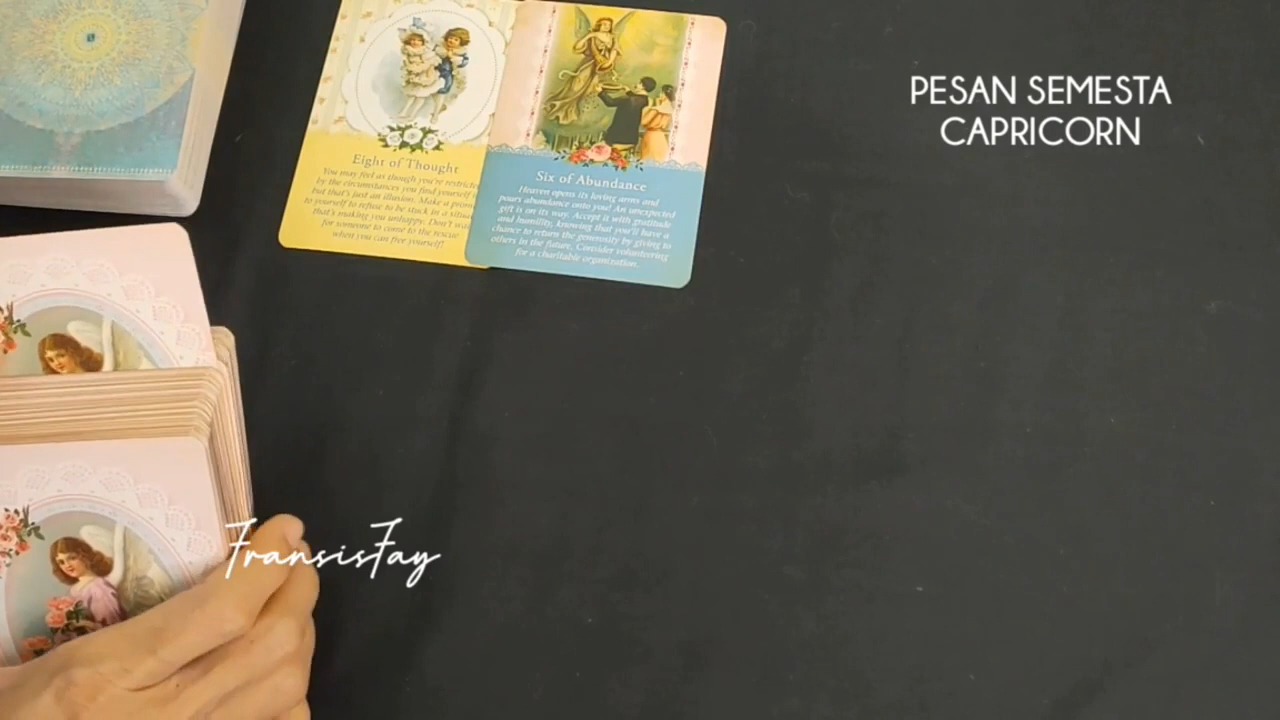 PESAN SEMESTA
CAPRICORN
Eight of Thought
You may feel as though you're restricte
by the circumstances you find yourself i
but that's just an illusion. Make a prom
to yourself to refuse to be stuck in a situa
that's making you unhappy. Don't wai
for someone to come to the rescue
when you can free yourself!
Six of Abundance
Heaven opens its loving arms and
pours abundance into you! An unexpected
gift is on its way. Accept it with gratitude
and humility, knowing that you'll have a
chance to return the generosity by giving to
others in the future. Consider volunteering
for a charitable organization.
FransisFay